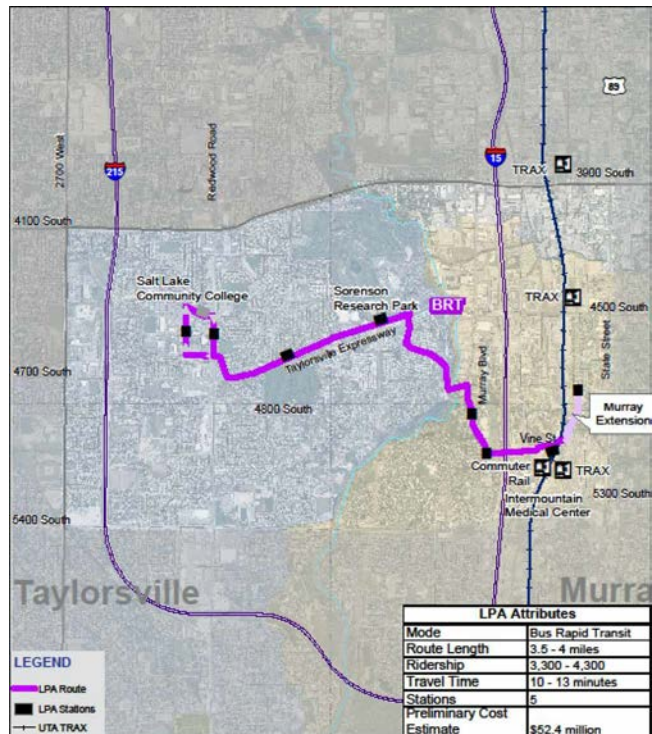 89
2700 West
Redwood Road
215
15
TRAX
3900 South
4100 South
Salt Lake
Community College
Sorenson
Research Park
BRT
TRAX
4500 South
State Street
Taylorsville Expressway
Murray Blvd
4700 South
4800 South
Murray
Extension
Vine St
Commuter
Rail
TRAX
Intermountain
Medical Center
5300 South
5400 South
Taylorsville
Murra
LPA Attributes
Mode Bus Rapid Transit
Route Length 3.5 - 4 miles
Ridership 3,300 - 4,300
Travel Time 10 - 13 minutes
Stations 5
Preliminary Cost
Estimate $52.4 million
LEGEND
LPA Route
LPA Stations
UTA TRAX